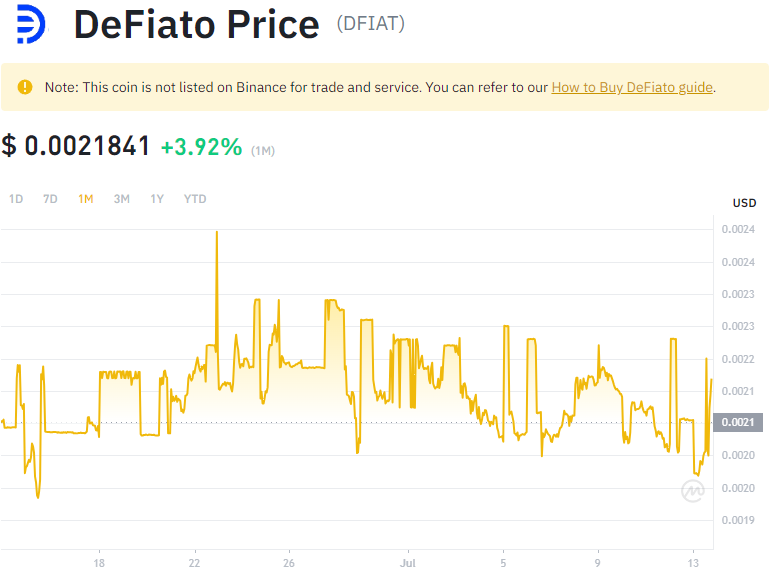 DeFiato Price (DFIAT)
Note: This coin is not listed on Binance for trade and service. You can refer to our How to Buy DeFiato guide.
$ 0.0021841 +3.92% (1M)
1D 7D 1M 3M 1Y YTD
USD
0.0024
0.0024
0.0023
0.0023
0.0022
0.0021
0.0021
0.0020
0.0020
0.0019
18 22 26 Jul 5 9 13